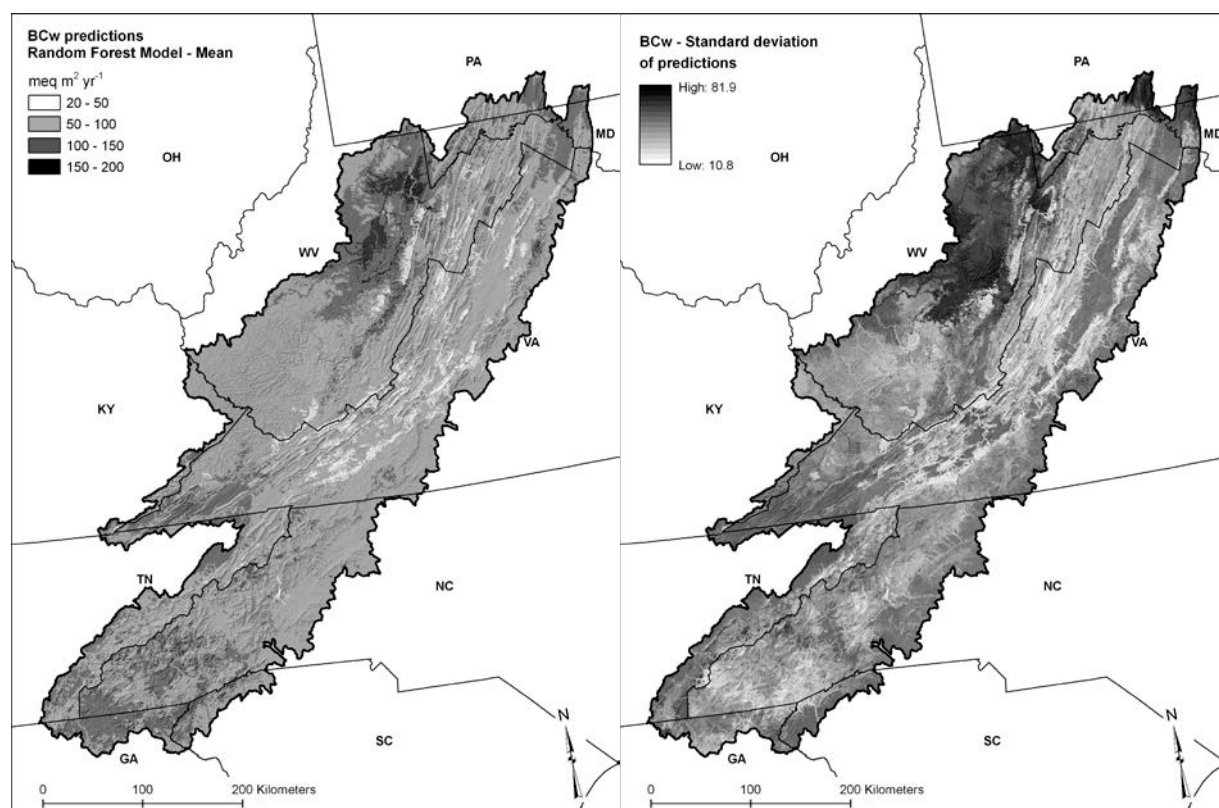 BCw predictions
Random Forest Model - Mean
meq m² yr⁻¹
20 - 50
50 - 100
100 - 150
150 - 200
PA
MD
OH
WV
VA
KY
TN
NC
SC
GA
N
0 100 200 Kilometers
BCw - Standard deviation
of predictions
High: 81.9
Low: 10.8
PA
MD
OH
WV
VA
KY
TN
NC
SC
GA
N
0 100 200 Kilometers